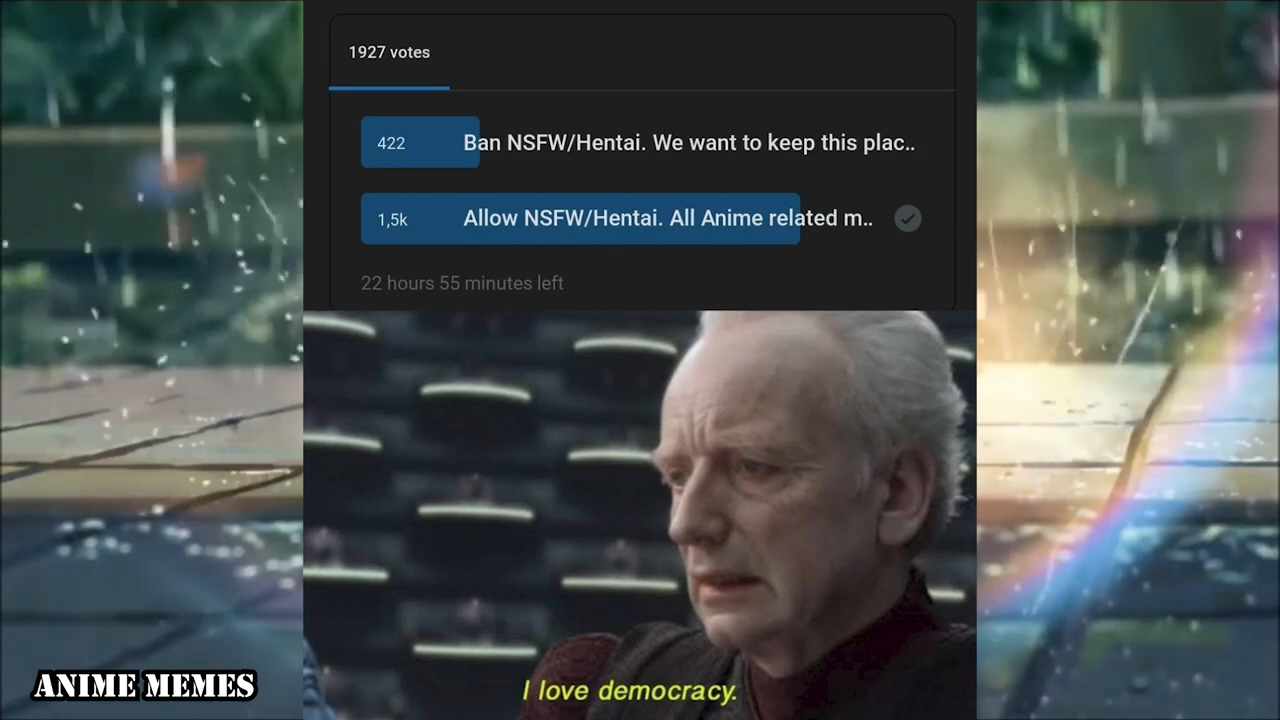 1927 votes
422 Ban NSFW/Hentai. We want to keep this plac..
1,5k Allow NSFW/Hentai. All Anime related m..
22 hours 55 minutes left
I love democracy.
ANIME MEMES